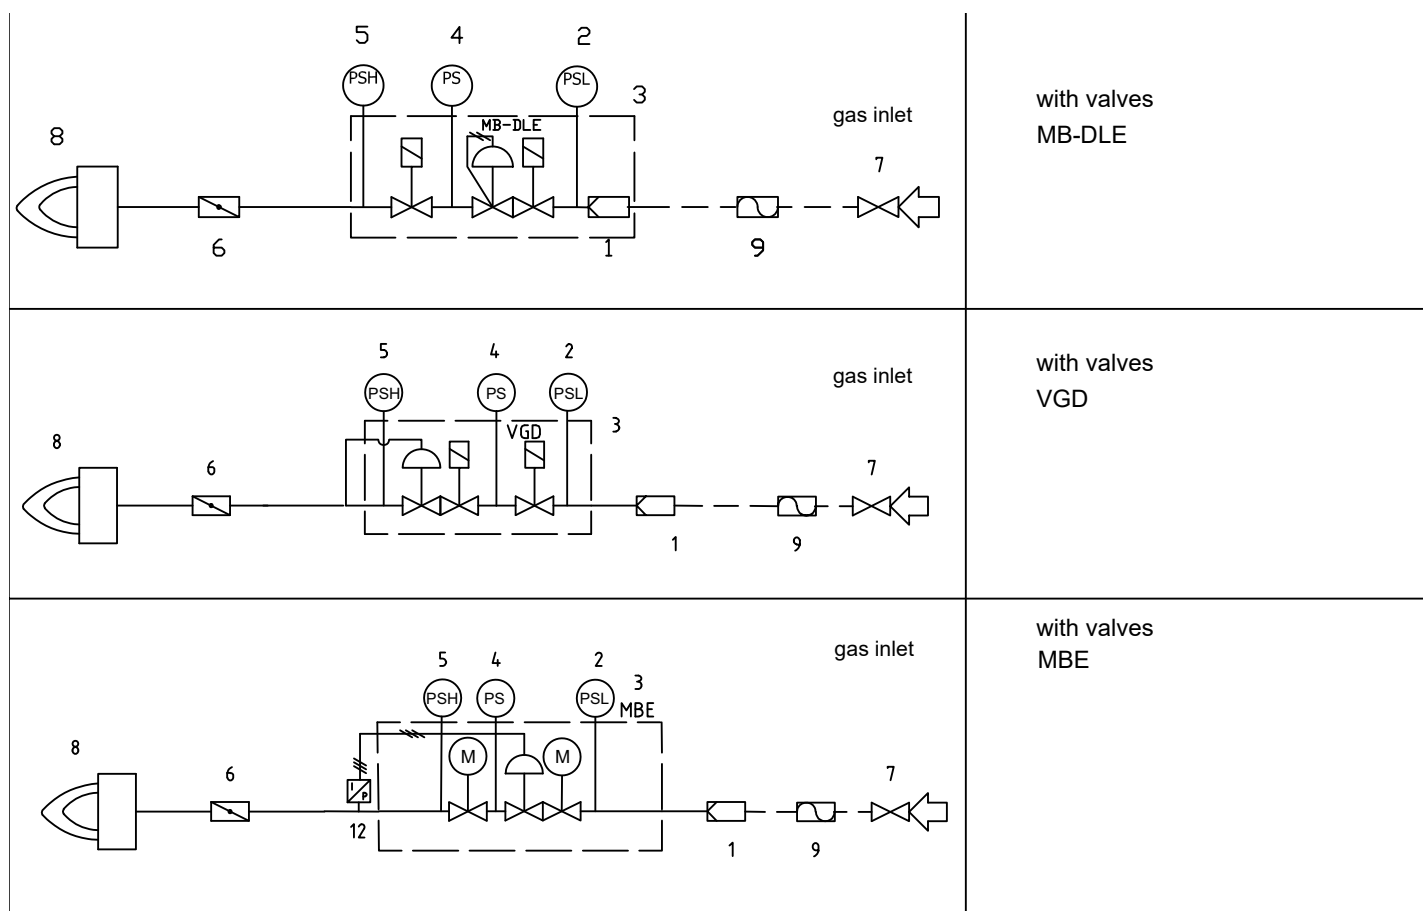 5 4 2
PSH PS PSL
3
MB-DLE
gas inlet
8
7
6
1
9
with valves
MB-DLE
5 4 2
gas inlet
PSH PS PSL
3
VGD
8
6
7
1
9
with valves
VGD
gas inlet
5 4 2
3
PSH PS PSL
MBE
8
M M
6
7
I
P
12
1
9
with valves
MBE